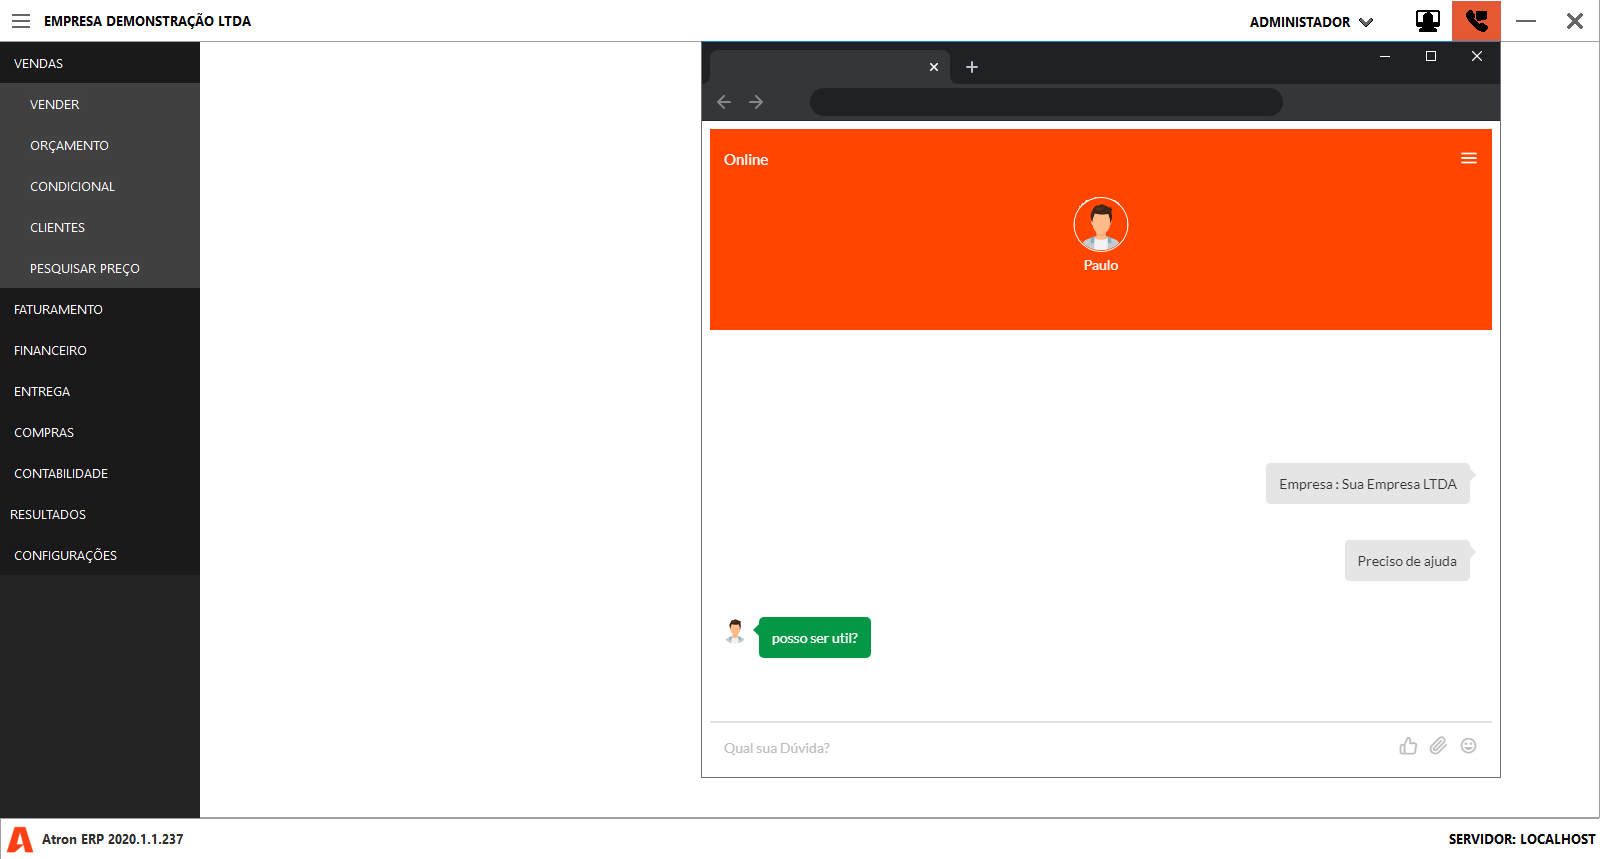 EMPRESA DEMONSTRAÇÃO LTDA
ADMINISTADOR
VENDAS
VENDER
ORÇAMENTO
CONDICIONAL
CLIENTES
PESQUISAR PREÇO
FATURAMENTO
FINANCEIRO
ENTREGA
COMPRAS
CONTABILIDADE
RESULTADOS
CONFIGURAÇÕES
Online
Paulo
Empresa : Sua Empresa LTDA
Preciso de ajuda
posso ser util?
Qual sua Dúvida?
Atron ERP 2020.1.1.237
SERVIDOR: LOCALHOST